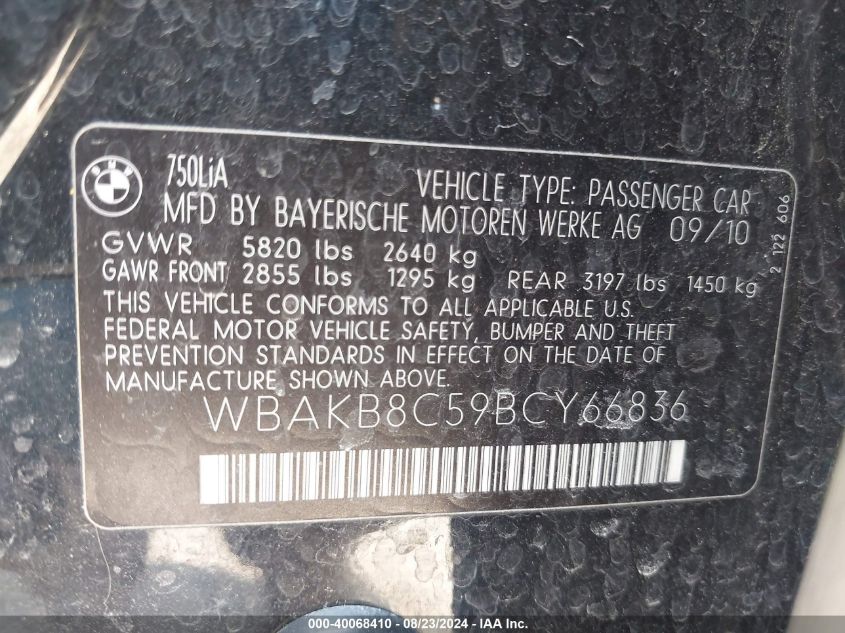 BMW
750LiA
VEHICLE TYPE: PASSENGER CAR
MFD BY BAYERISCHE MOTOREN WERKE AG 09/10
GVWR 5820 lbs 2640 kg
GAWR FRONT 2855 lbs 1295 kg REAR 3197 lbs 1450 kg
THIS VEHICLE CONFORMS TO ALL APPLICABLE U.S.
FEDERAL MOTOR VEHICLE SAFETY, BUMPER AND THEFT
PREVENTION STANDARDS IN EFFECT ON THE DATE OF
MANUFACTURE SHOWN ABOVE.
WBAKB8C59BCY66836
2 122 606
000-40068410 - 08/23/2024 - IAA Inc.